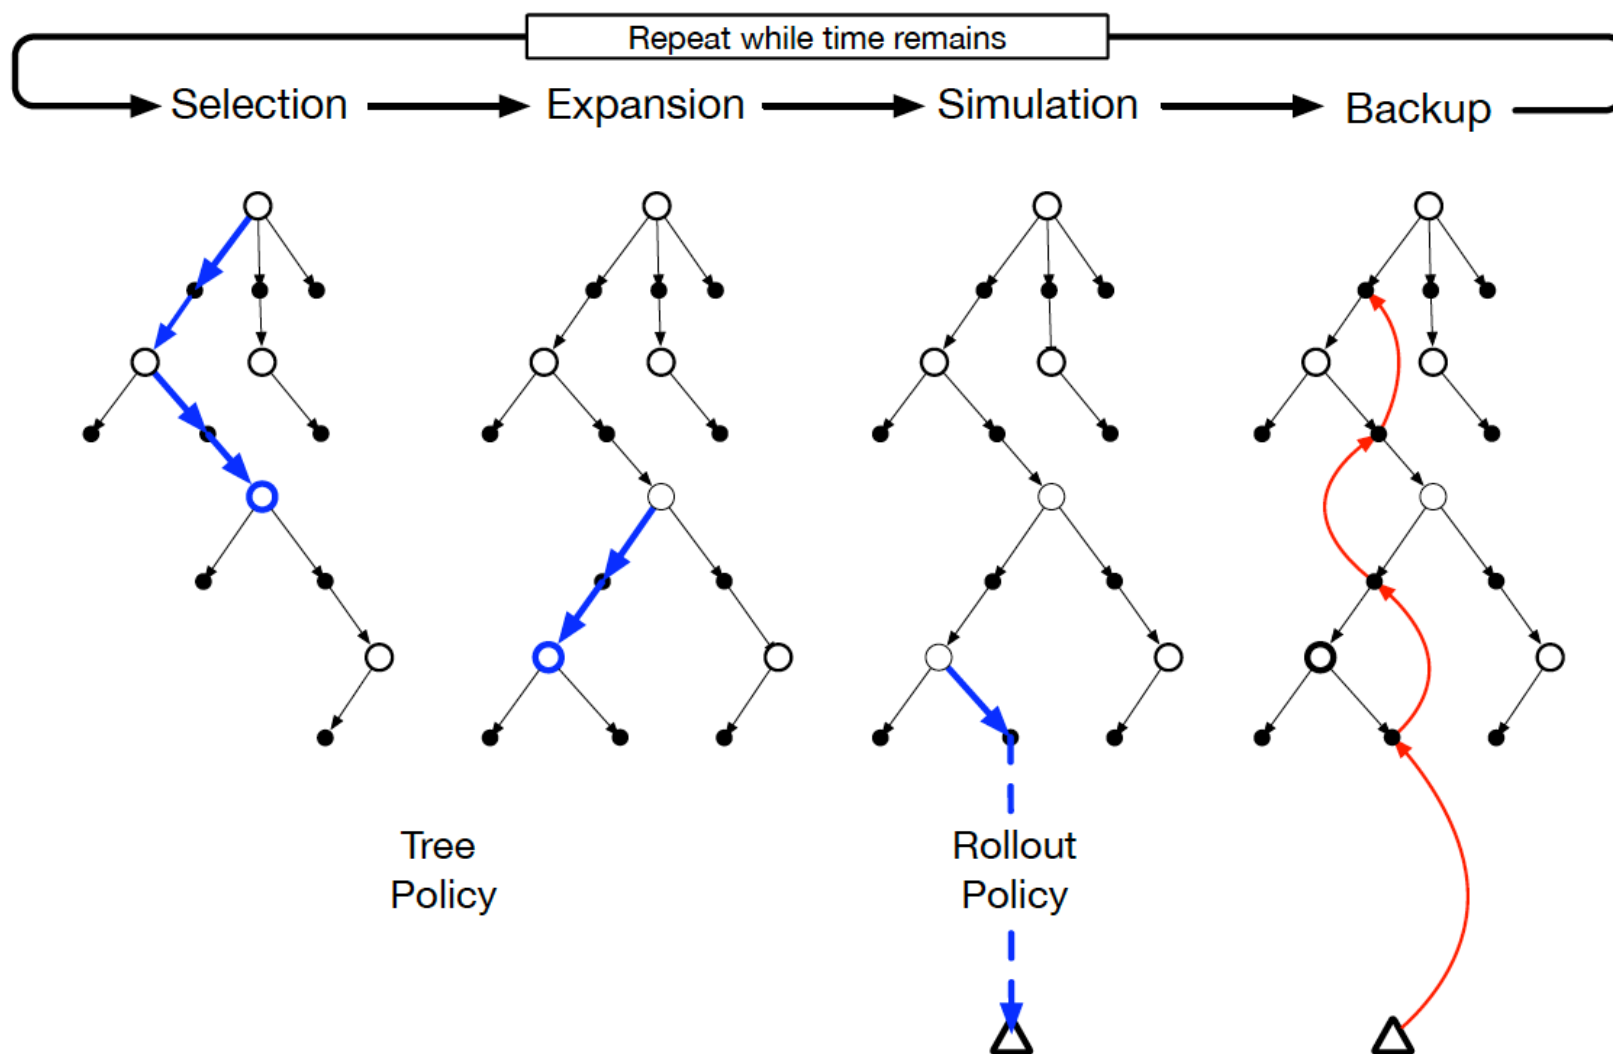 Repeat while time remains
Selection
Expansion
Simulation
Backup
Tree
Policy
Rollout
Policy